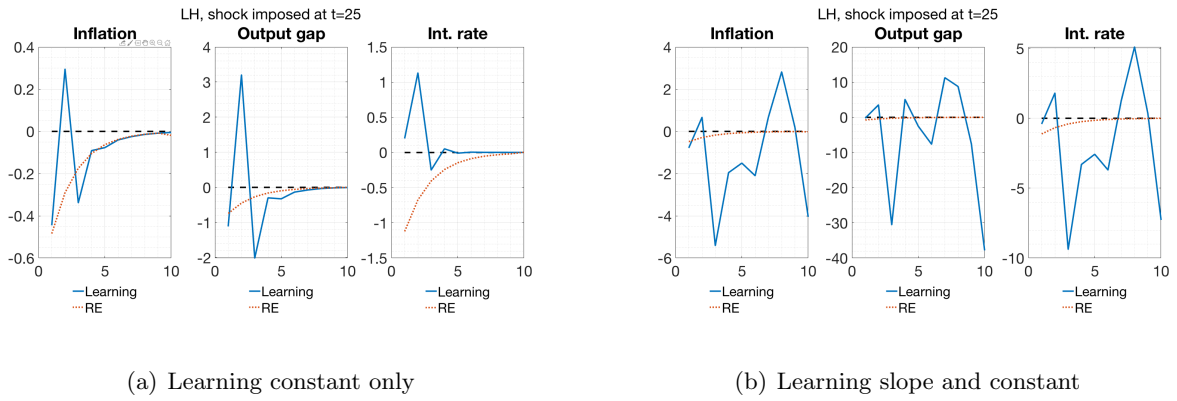 LH, shock imposed at t=25
Inflation Output gap Int. rate
0.4
0.2
0
-0.2
-0.4
-0.6
0 5 10
Learning
RE
4
3
2
1
0
-1
-2
0 5 10
Learning
RE
1.5
1
0.5
0
-0.5
-1
-1.5
0 5 10
Learning
RE
(a) Learning constant only
LH, shock imposed at t=25
Inflation Output gap Int. rate
4
2
0
-2
-4
-6
0 5 10
Learning
RE
20
10
0
-10
-20
-30
-40
0 5 10
Learning
RE
5
0
-5
-10
0 5 10
Learning
RE
(b) Learning slope and constant